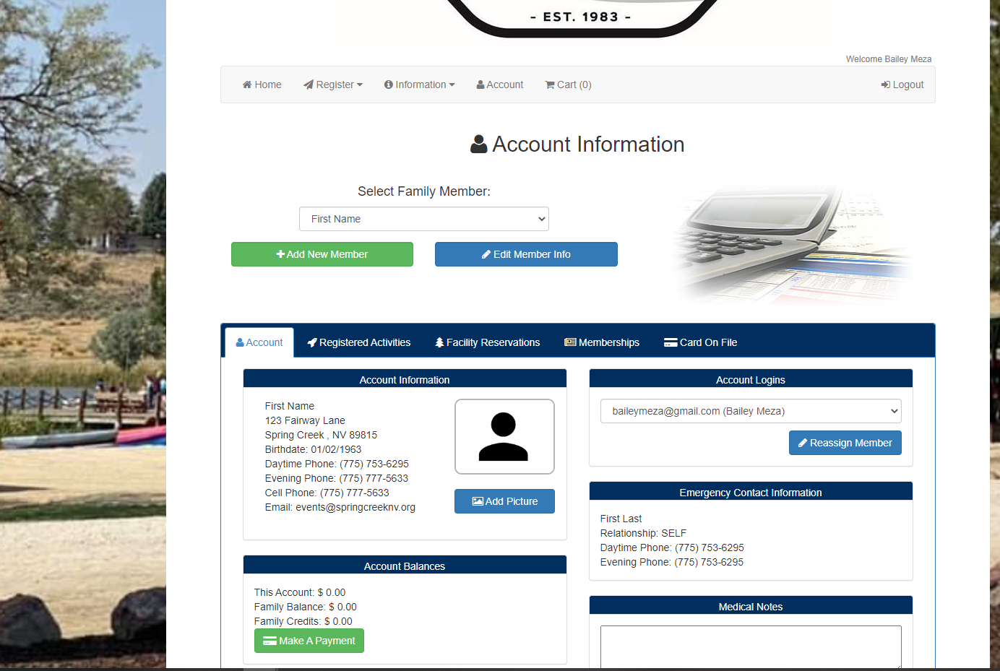 - EST. 1983 -
Welcome Bailey Meza
Home Register Information Account Cart (0) Logout
Account Information
Select Family Member:
First Name
Add New Member Edit Member Info
Account Registered Activities Facility Reservations Memberships Card On File
Account Information
First Name
123 Fairway Lane
Spring Creek , NV 89815
Birthdate: 01/02/1963
Daytime Phone: (775) 753-6295
Evening Phone: (775) 777-5633
Cell Phone: (775) 777-5633
Email: events@springcreeknv.org
Add Picture
Account Balances
This Account: $ 0.00
Family Balance: $ 0.00
Family Credits: $ 0.00
Make A Payment
Account Logins
baileymeza@gmail.com (Bailey Meza)
Reassign Member
Emergency Contact Information
First Last
Relationship: SELF
Daytime Phone: (775) 753-6295
Evening Phone: (775) 753-6295
Medical Notes